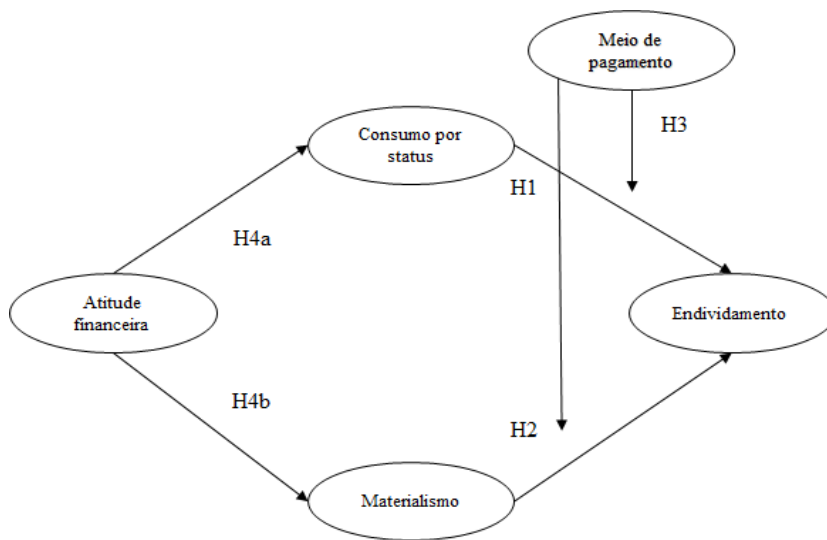 Meio de
pagamento
H3
Consumo por
status
H1
H4a
Atitude
financeira
Endividamento
H4b
H2
Materialismo